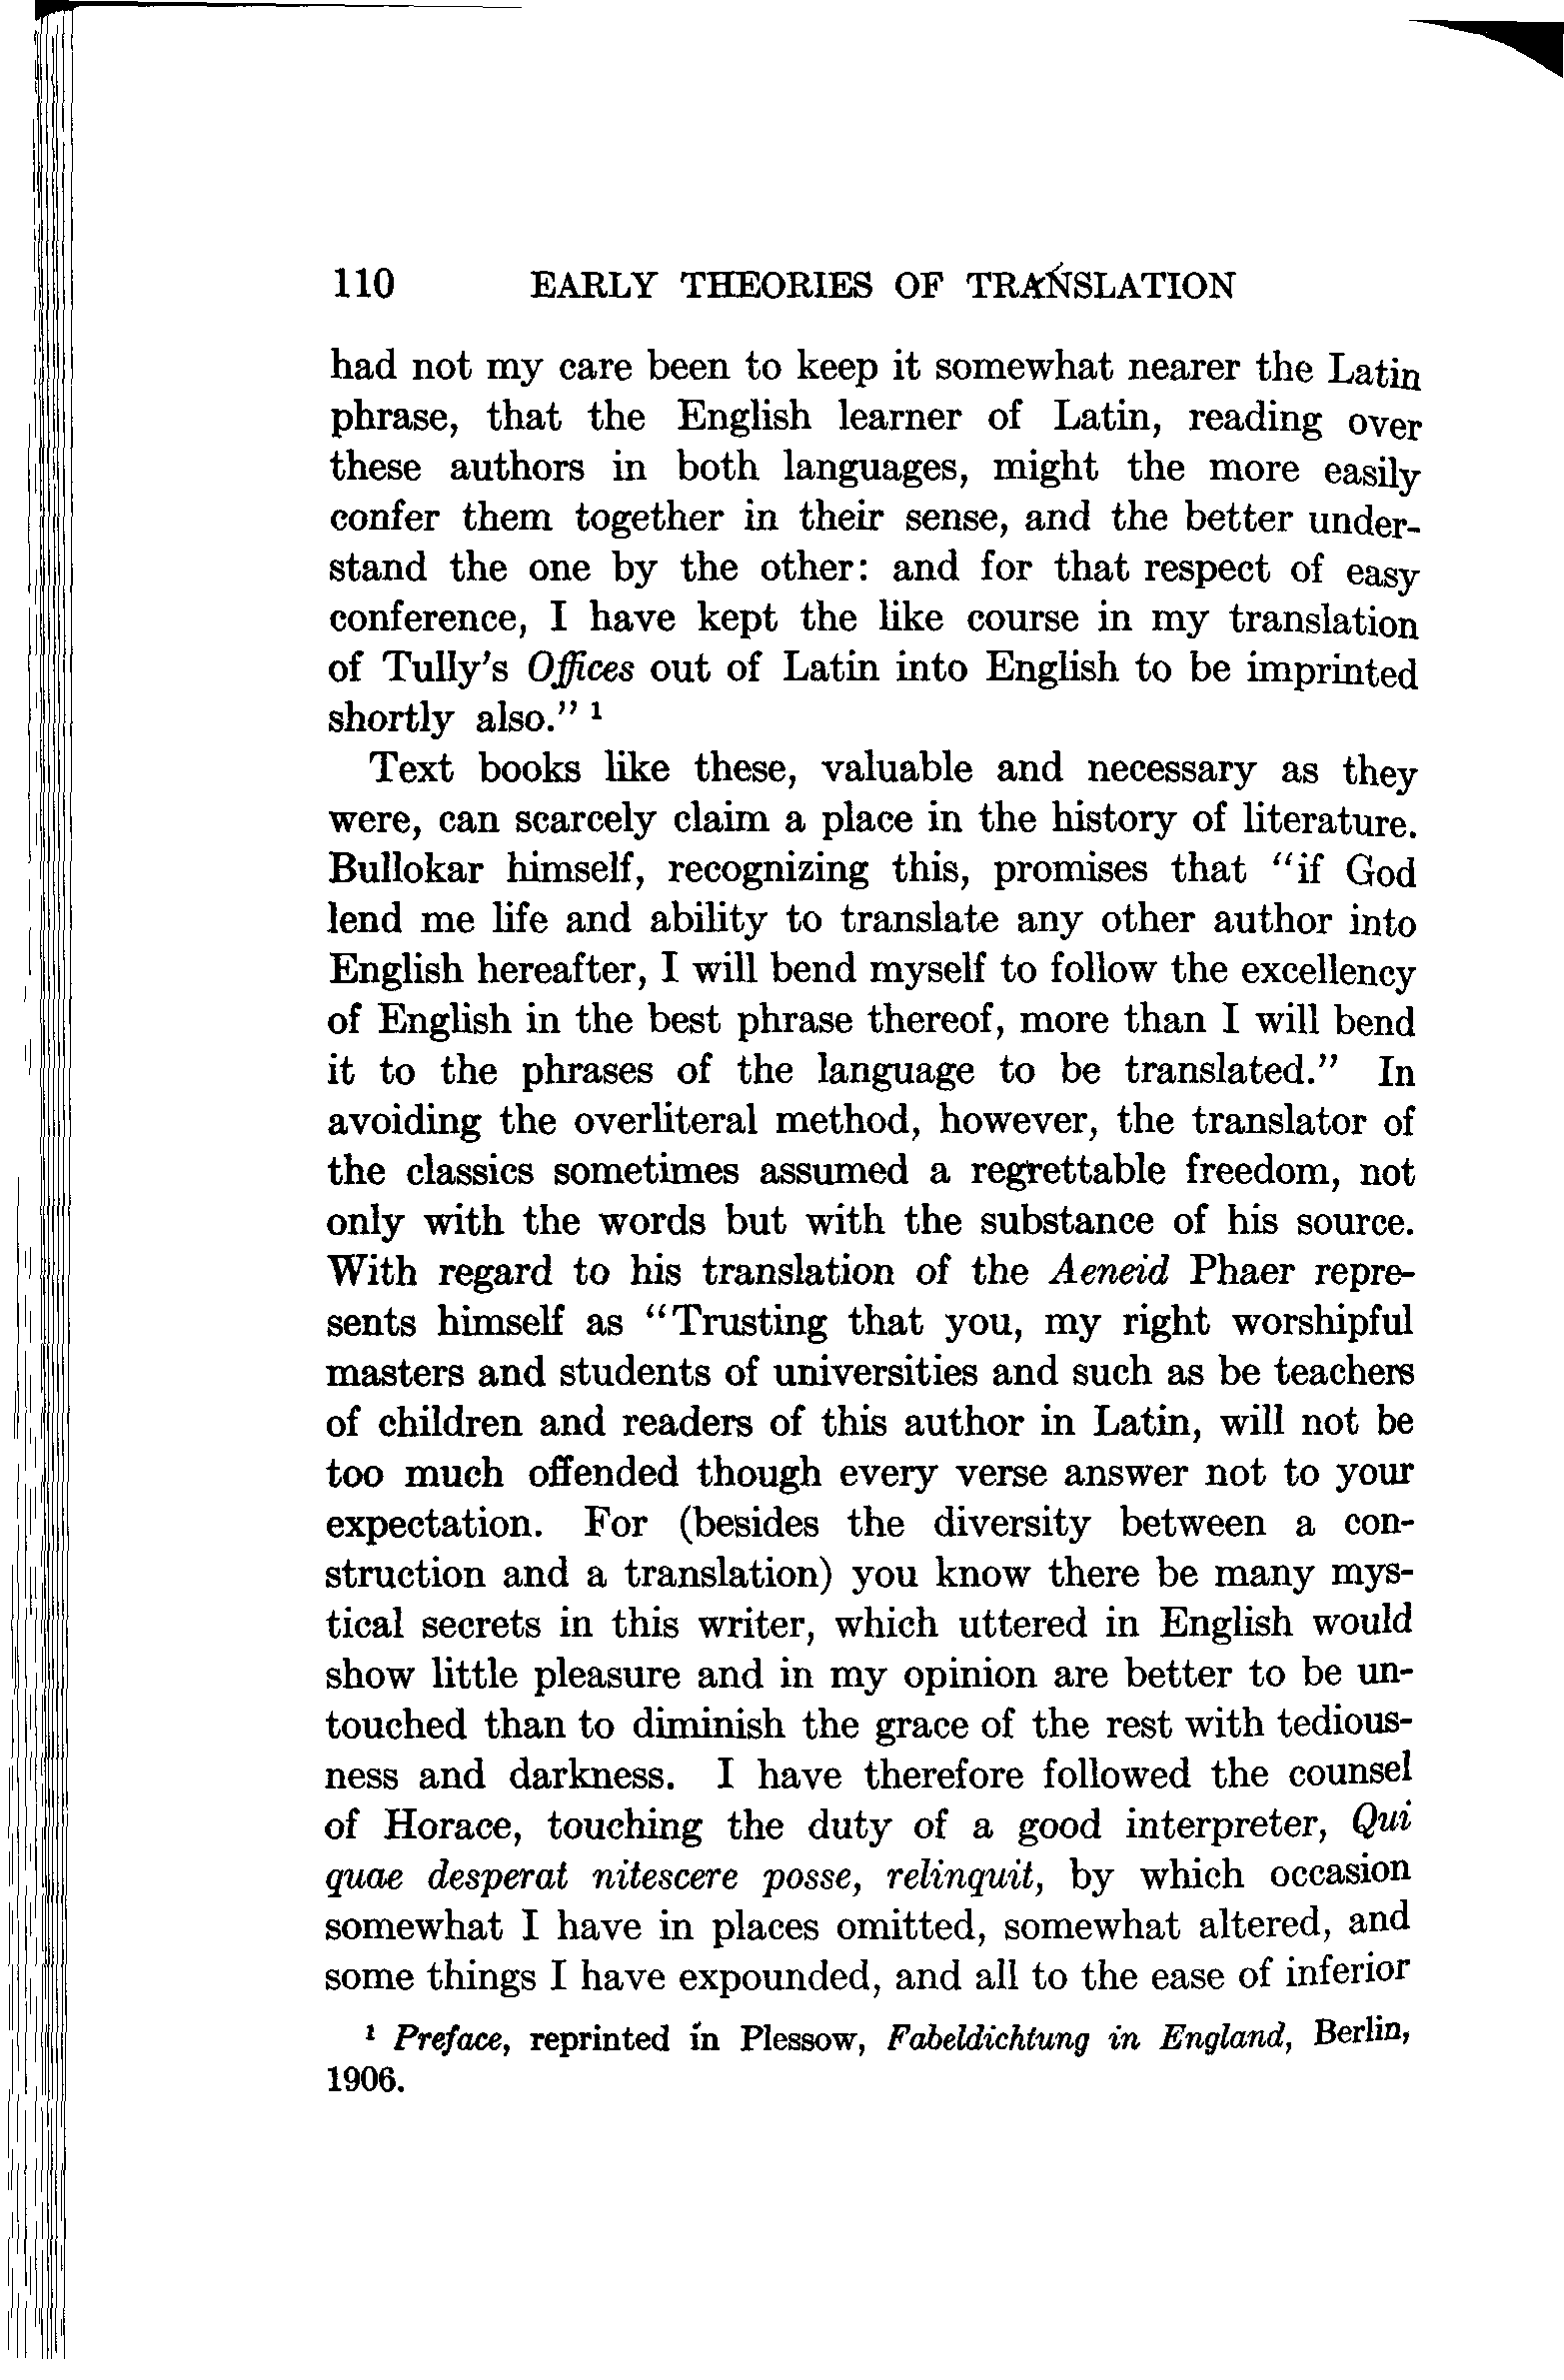 110 EARLY THEORIES OF TRANSLATION
had not my care been to keep it somewhat nearer the Latin
phrase, that the English learner of Latin, reading over
these authors in both languages, might the more easily
confer them together in their sense, and the better under-
stand the one by the other: and for that respect of easy
conference, I have kept the like course in my translation
of Tully's Offices out of Latin into English to be imprinted
shortly also." ¹
Text books like these, valuable and necessary as they
were, can scarcely claim a place in the history of literature.
Bullokar himself, recognizing this, promises that "if God
lend me life and ability to translate any other author into
English hereafter, I will bend myself to follow the excellency
of English in the best phrase thereof, more than I will bend
it to the phrases of the language to be translated." In
avoiding the overliteral method, however, the translator of
the classics sometimes assumed a regrettable freedom, not
only with the words but with the substance of his source.
With regard to his translation of the Aeneid Phaer repre-
sents himself as "Trusting that you, my right worshipful
masters and students of universities and such as be teachers
of children and readers of this author in Latin, will not be
too much offended though every verse answer not to your
expectation. For (besides the diversity between a con-
struction and a translation) you know there be many mys-
tical secrets in this writer, which uttered in English would
show little pleasure and in my opinion are better to be un-
touched than to diminish the grace of the rest with tedious-
ness and darkness. I have therefore followed the counsel
of Horace, touching the duty of a good interpreter, Qui
quae desperat nitescere posse, relinquit, by which occasion
somewhat I have in places omitted, somewhat altered, and
some things I have expounded, and all to the ease of inferior
¹ Preface, reprinted in Plessow, Fabeldichtung in England, Berlin,
1906.